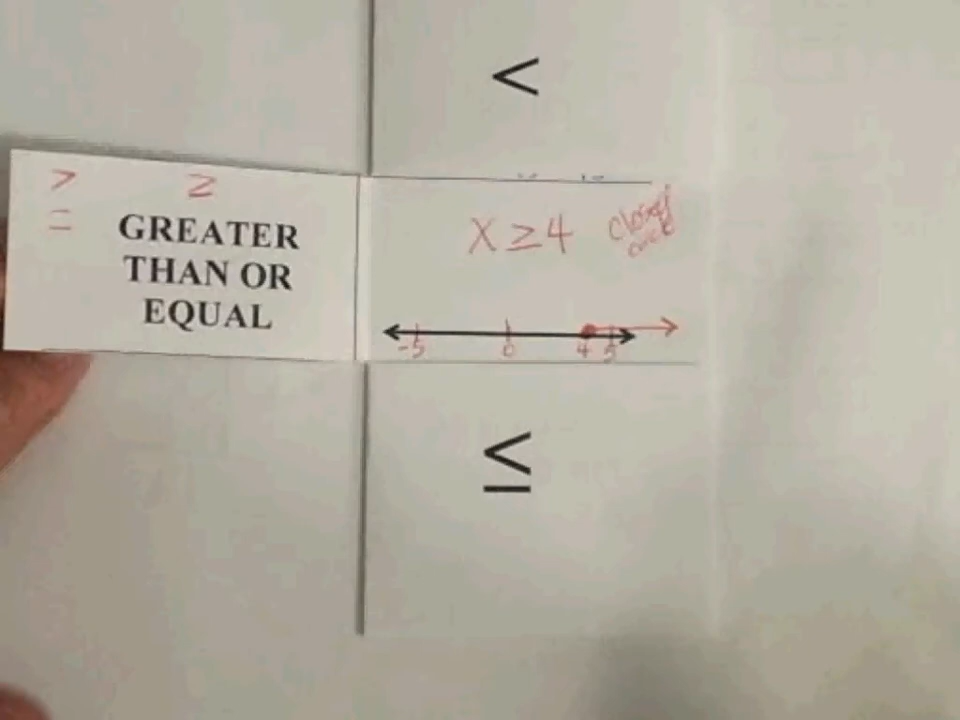 <
> ≥
=
GREATER
THAN OR
EQUAL
X ≥ 4 closed
circle
-5 0 4 5
≤